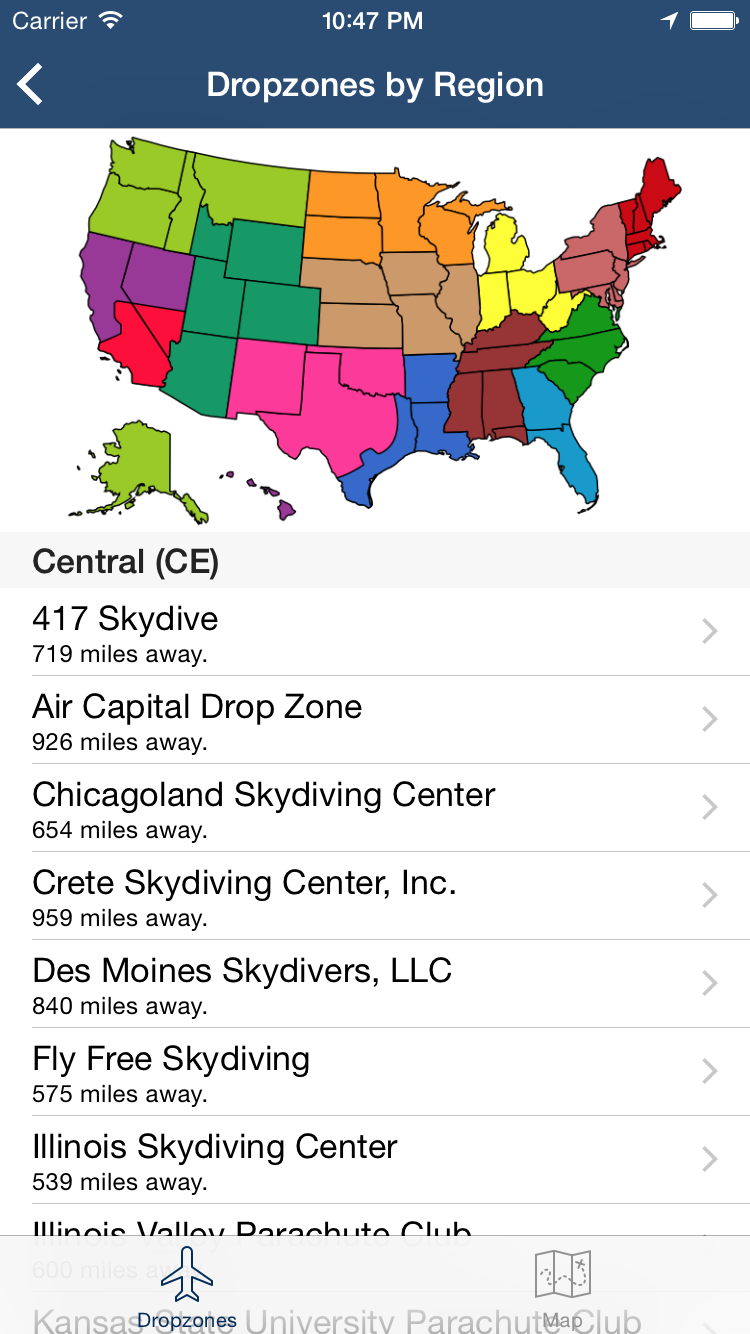 Carrier 10:47 PM
Dropzones by Region
Central (CE)
417 Skydive
719 miles away.
Air Capital Drop Zone
926 miles away.
Chicagoland Skydiving Center
654 miles away.
Crete Skydiving Center, Inc.
959 miles away.
Des Moines Skydivers, LLC
840 miles away.
Fly Free Skydiving
575 miles away.
Illinois Skydiving Center
539 miles away.
Illinois Valley Parachute Club
600 miles away.
Kansas State University Parachute Club
Dropzones Map